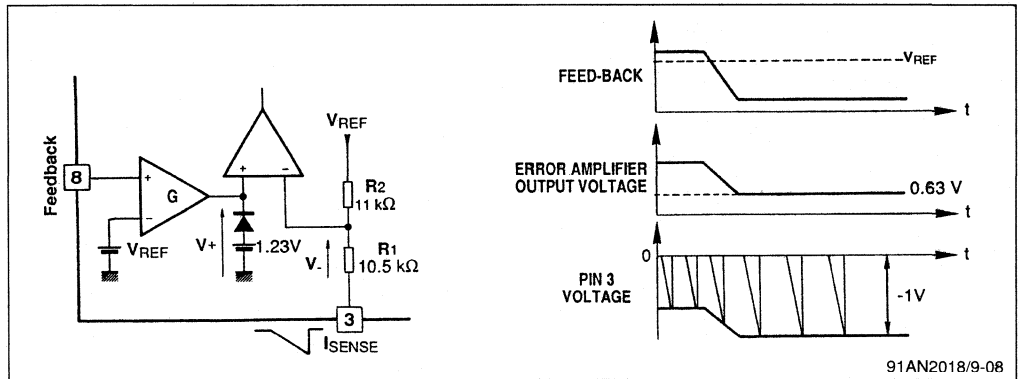 Feedback
8
+
-
G
VREF
+
-
V+
1.23V
V-
VREF
R2
11 kΩ
R1
10.5 kΩ
3
ISENSE
FEED-BACK
VREF
t
ERROR AMPLIFIER
OUTPUT VOLTAGE
0.63 V
t
0
t
PIN 3
VOLTAGE
-1V
91AN2018/9-08